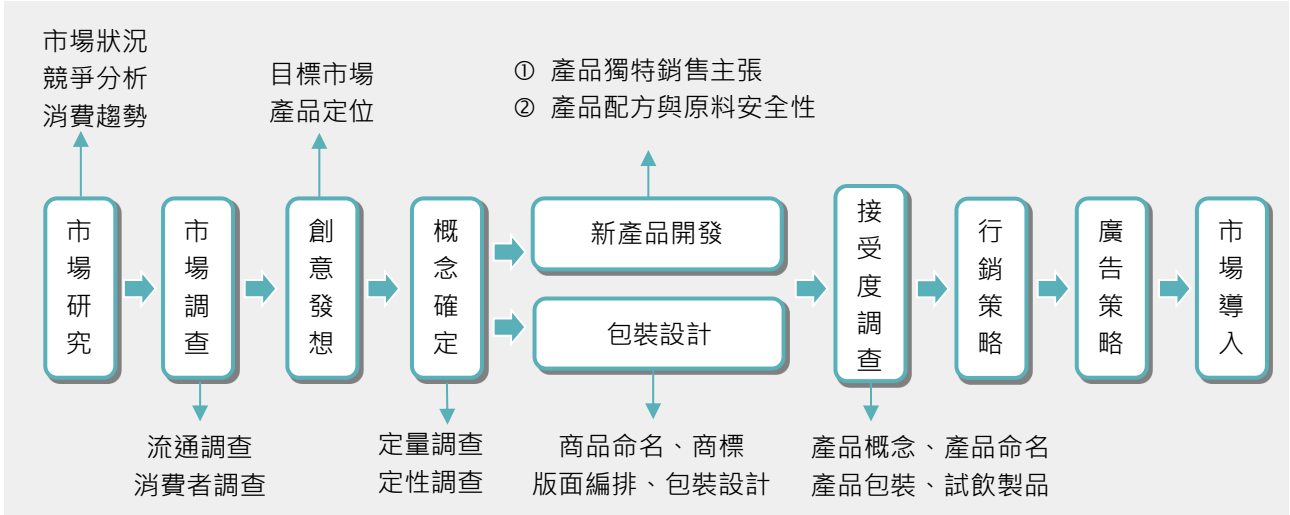 市場狀況
競爭分析
消費趨勢
目標市場
產品定位
① 產品獨特銷售主張
② 產品配方與原料安全性
市場研究
市場調查
創意發想
概念確定
新產品開發
包裝設計
接受度調查
行銷策略
廣告策略
市場導入
流通調查
消費者調查
定量調查
定性調查
商品命名、商標
版面編排、包裝設計
產品概念、產品命名
產品包裝、試飲製品